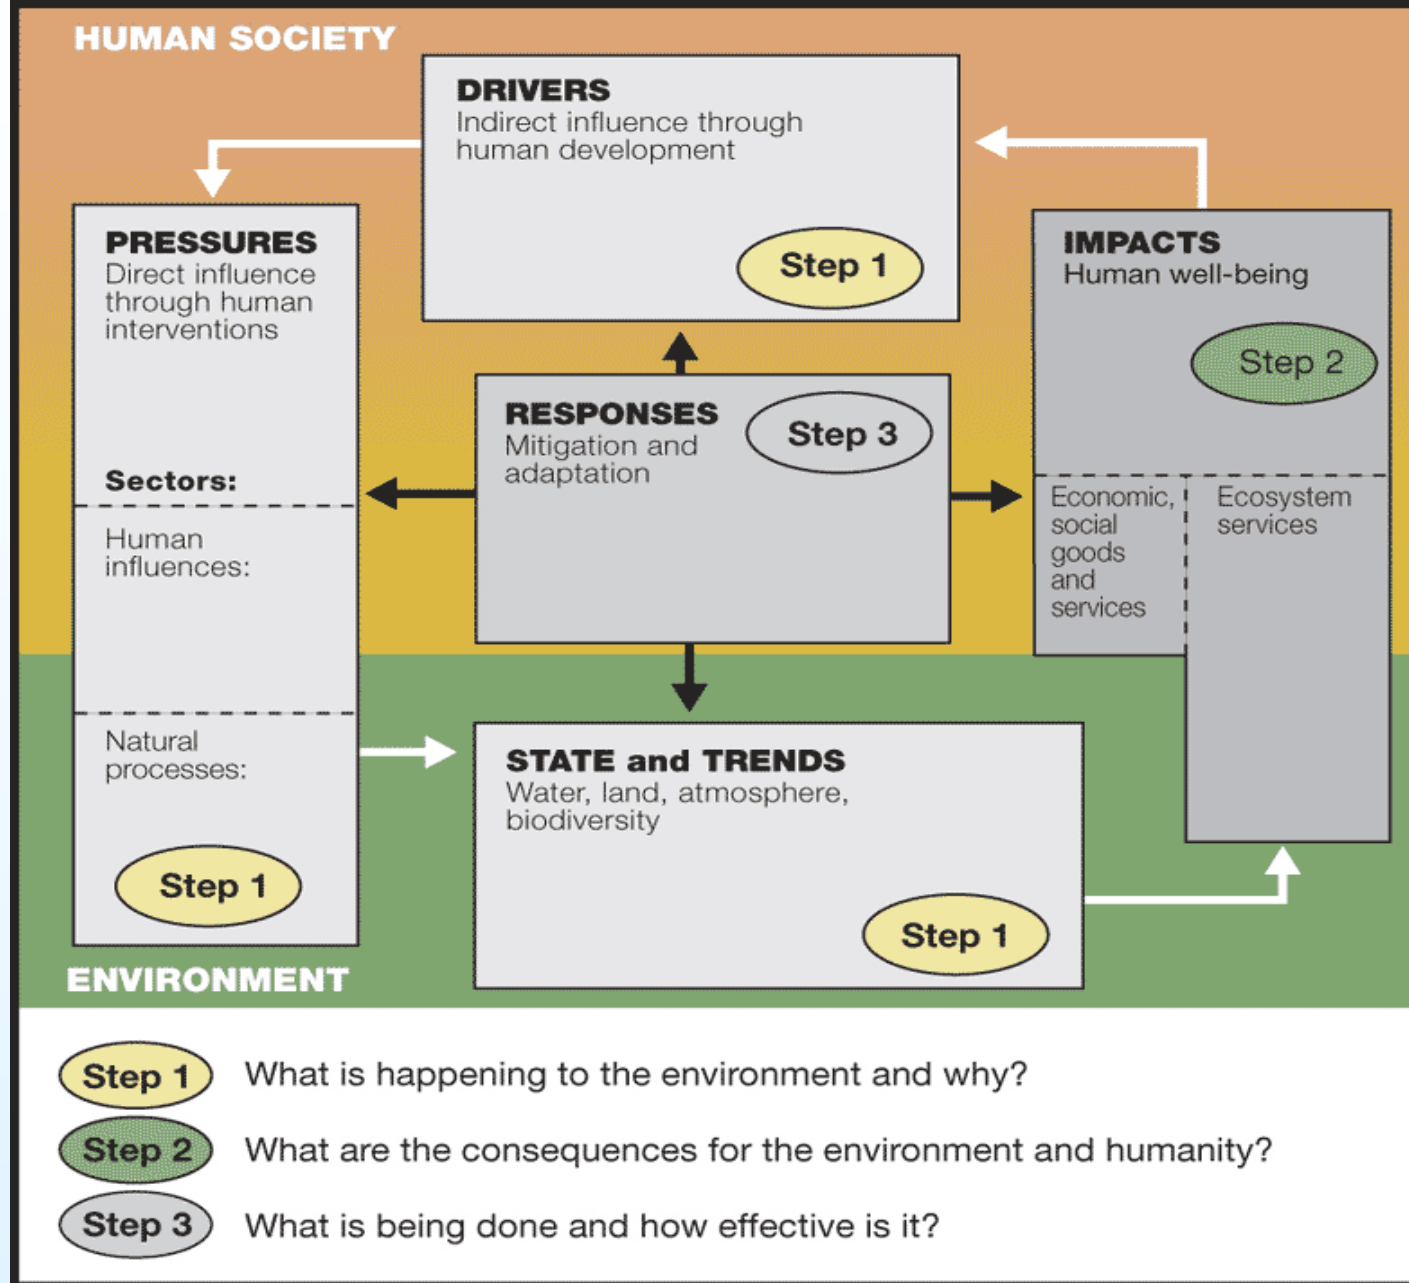 HUMAN SOCIETY
DRIVERS
Indirect influence through
human development
Step 1
PRESSURES
Direct influence
through human
interventions
Sectors:
Human
influences:
Natural
processes:
Step 1
IMPACTS
Human well-being
Step 2
Economic,
social
goods
and
services
Ecosystem
services
RESPONSES
Mitigation and
adaptation
Step 3
STATE and TRENDS
Water, land, atmosphere,
biodiversity
Step 1
ENVIRONMENT
Step 1 What is happening to the environment and why?
Step 2 What are the consequences for the environment and humanity?
Step 3 What is being done and how effective is it?